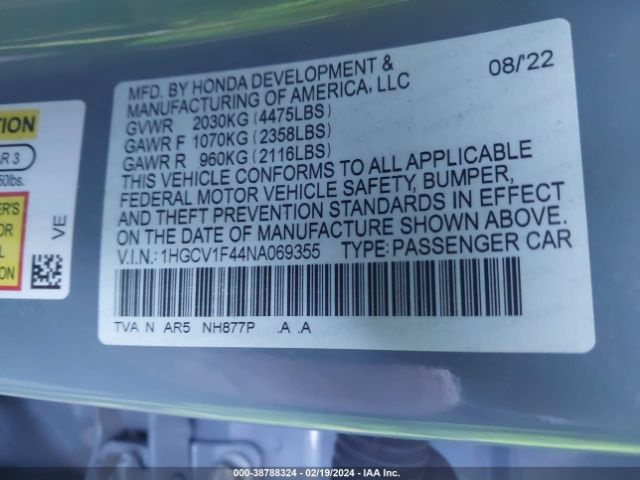 MFD. BY HONDA DEVELOPMENT &
MANUFACTURING OF AMERICA, LLC
08/'22
GVWR 2030KG (4475LBS)
GAWR F 1070KG (2358LBS)
GAWR R 960KG (2116LBS)
THIS VEHICLE CONFORMS TO ALL APPLICABLE
FEDERAL MOTOR VEHICLE SAFETY, BUMPER,
AND THEFT PREVENTION STANDARDS IN EFFECT
ON THE DATE OF MANUFACTURE SHOWN ABOVE.
V.I.N.: 1HGCV1F44NA069355 TYPE: PASSENGER CAR
TVA N AR5 NH877P .A .A
VE
000-38788324 - 02/19/2024 - IAA Inc.